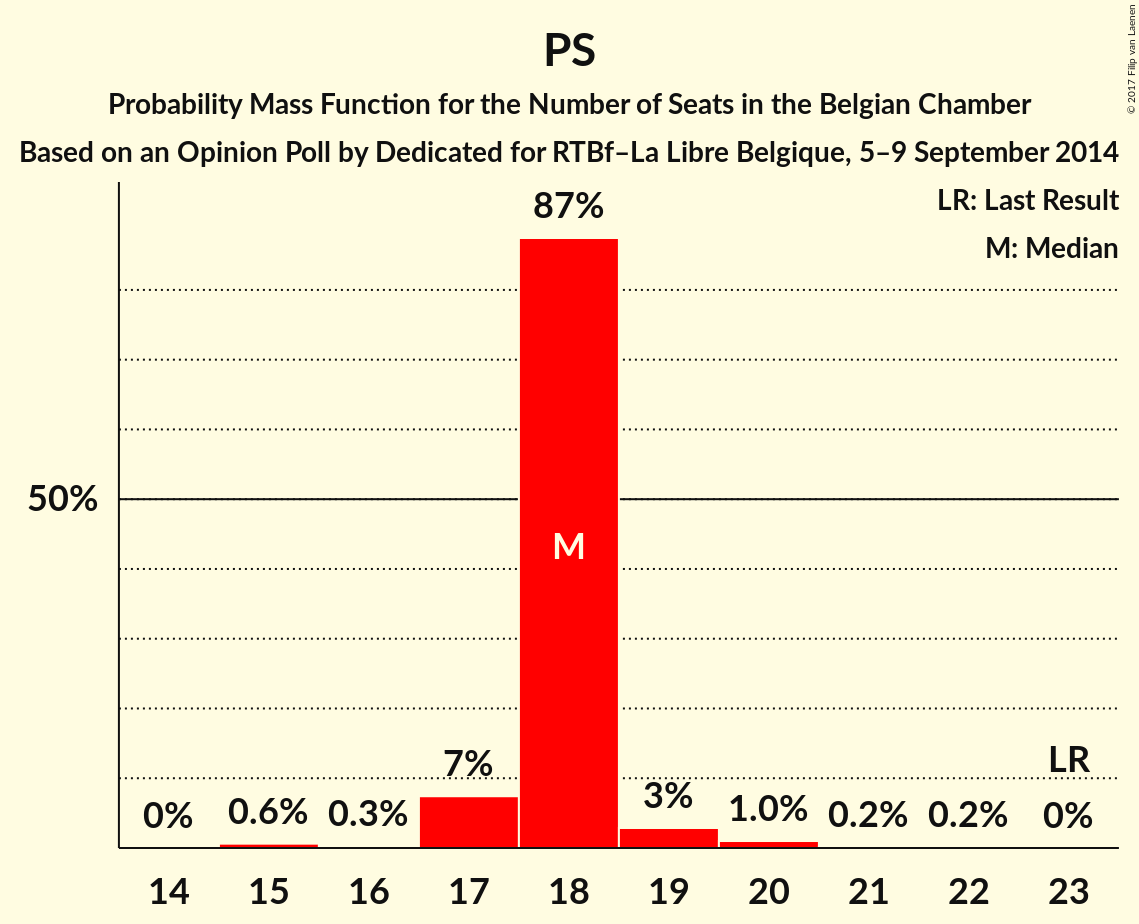 PS
Probability Mass Function for the Number of Seats in the Belgian Chamber
Based on an Opinion Poll by Dedicated for RTBf–La Libre Belgique, 5–9 September 2014
© 2017 Filip van Laenen
LR: Last Result
M: Median
87%
50%
M
7%
LR
0%
0.6%
0.3%
3%
1.0%
0.2%
0.2%
0%
14 15 16 17 18 19 20 21 22 23